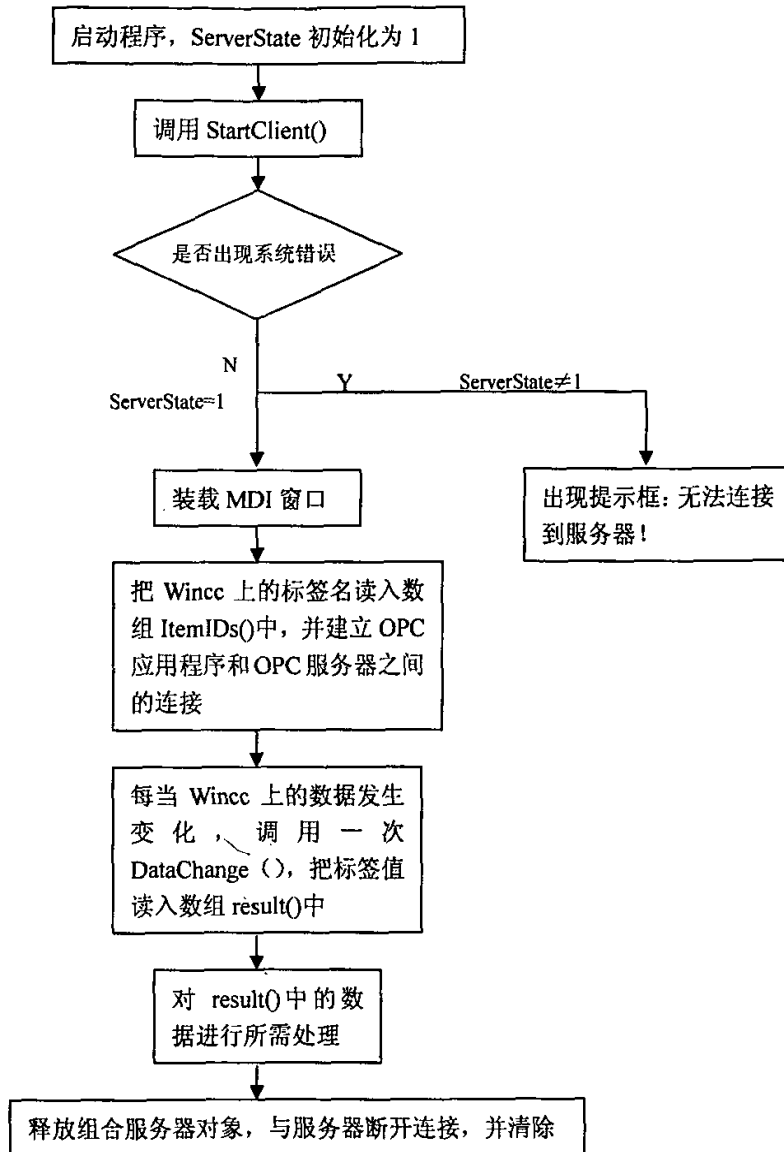 启动程序，ServerState 初始化为 1
调用 StartClient()
是否出现系统错误
N
Y
ServerState≠1
ServerState=1
装载 MDI 窗口
出现提示框：无法连接
到服务器！
把 Wincc 上的标签名读入数
组 ItemIDs()中，并建立 OPC
应用程序和 OPC 服务器之间
的连接
每当 Wincc 上的数据发生
变化，调用一次
DataChange（），把标签值
读入数组 result()中
对 result()中的数
据进行所需处理
释放组合服务器对象，与服务器断开连接，并清除